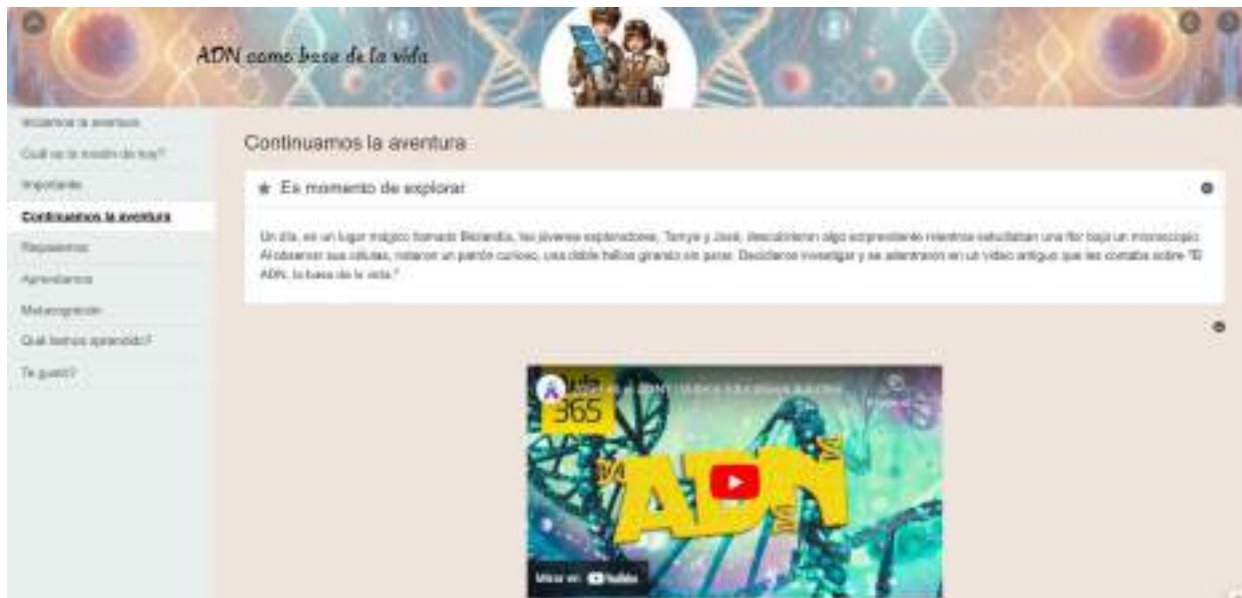 ADN como base de la vida
Iniciamos la aventura
Cuál es la misión de hoy?
Importante
Continuamos la aventura
Repasemos
Aprendamos
Metacognición
Qué hemos aprendido?
Te gustó?
Continuamos la aventura
Es momento de explorar
Un día, en un lugar mágico llamado los jóvenes exploradores, y José, descubrieron algo sorprendente mientras estudiaban una flor bajo un microscopio.
Al observar sus células, notaron un patrón curioso, una doble hélice girando sin parar. Decidieron investigar y se adentraron en un video antiguo que les contaba sobre "El
ADN, la base de la vida."
Aula
365
ADN
Mirar en YouTube